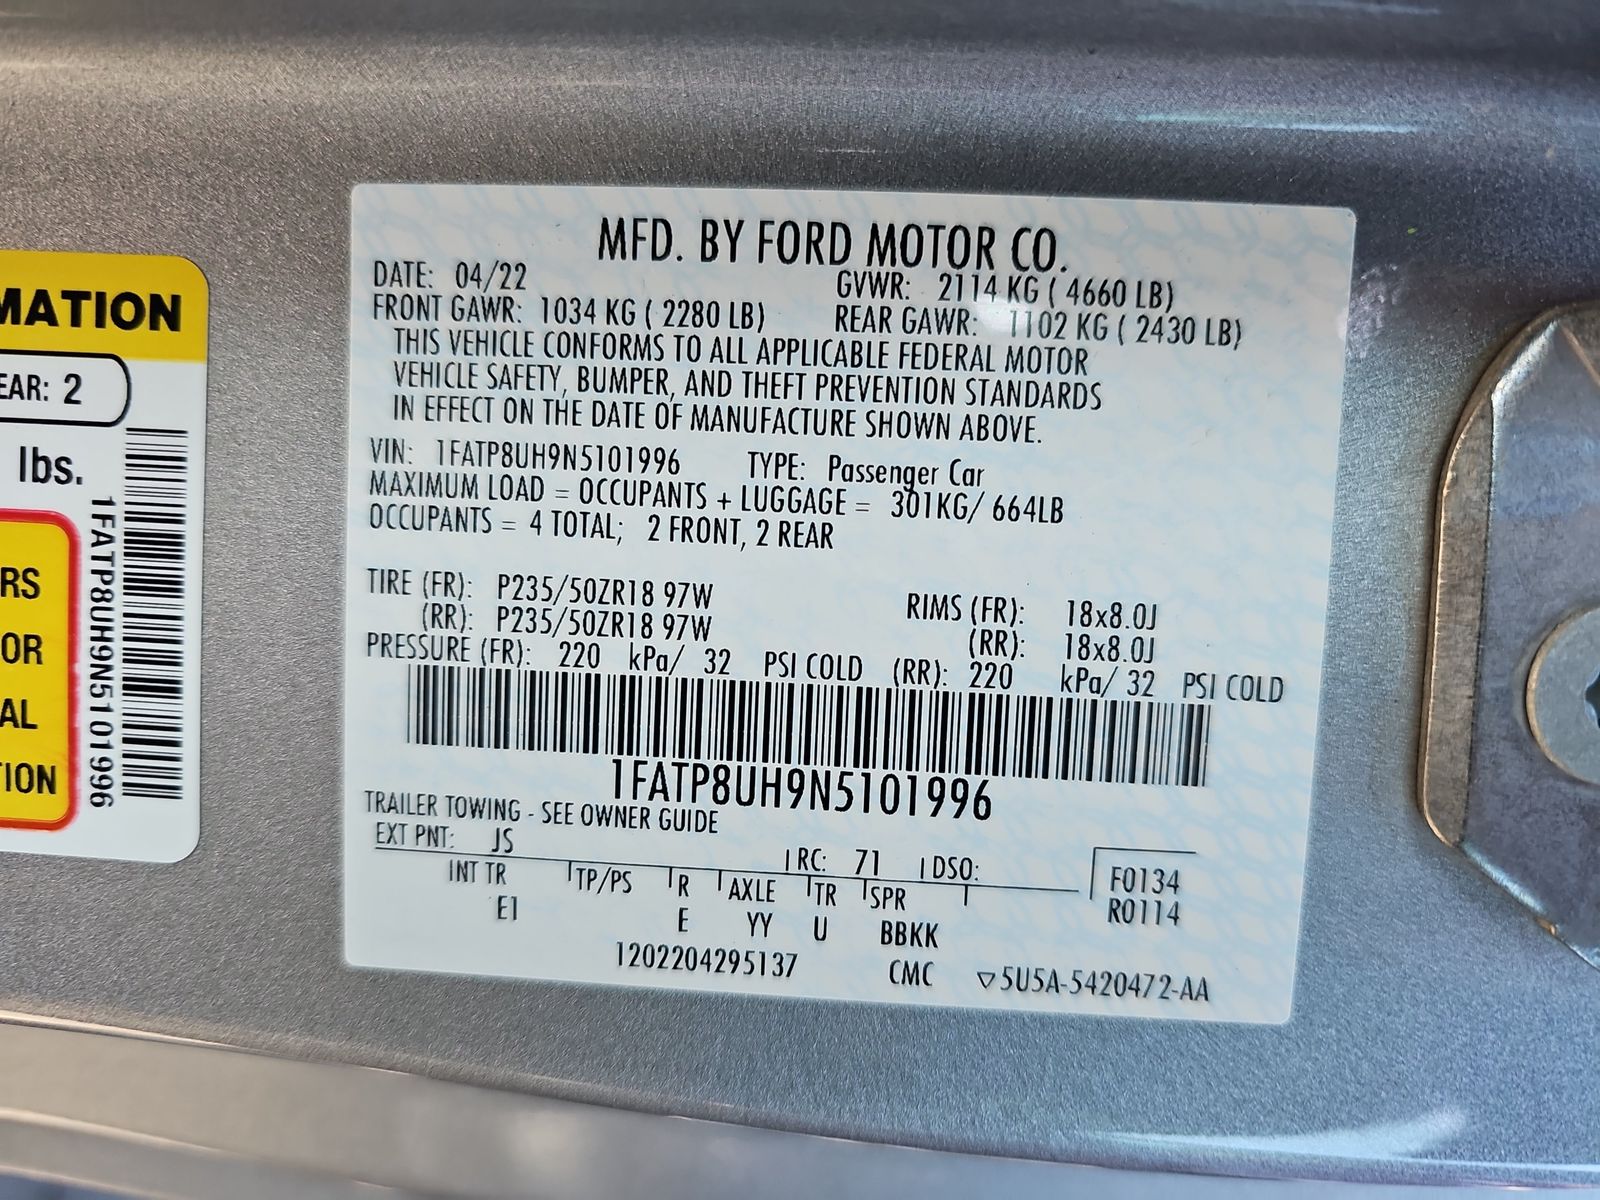 MATION
EAR: 2
lbs.
RS
OR
AL
TION
1FATP8UH9N5101996
MFD. BY FORD MOTOR CO.
DATE: 04/22 GVWR: 2114 KG ( 4660 LB)
FRONT GAWR: 1034 KG ( 2280 LB) REAR GAWR: 1102 KG ( 2430 LB)
THIS VEHICLE CONFORMS TO ALL APPLICABLE FEDERAL MOTOR
VEHICLE SAFETY, BUMPER, AND THEFT PREVENTION STANDARDS
IN EFFECT ON THE DATE OF MANUFACTURE SHOWN ABOVE.
VIN: 1FATP8UH9N5101996 TYPE: Passenger Car
MAXIMUM LOAD = OCCUPANTS + LUGGAGE = 301KG/ 664LB
OCCUPANTS = 4 TOTAL; 2 FRONT, 2 REAR
TIRE (FR): P235/50ZR18 97W RIMS (FR): 18x8.0J
(RR): P235/50ZR18 97W (RR): 18x8.0J
PRESSURE (FR): 220 kPa/ 32 PSI COLD (RR): 220 kPa/ 32 PSI COLD
1FATP8UH9N5101996
TRAILER TOWING - SEE OWNER GUIDE
EXT PNT: JS RC: 71 DSO: F0134
INT TR TP/PS R AXLE TR SPR R0114
E1 E YY U BBKK
1202204295137 CMC ▽5U5A-5420472-AA